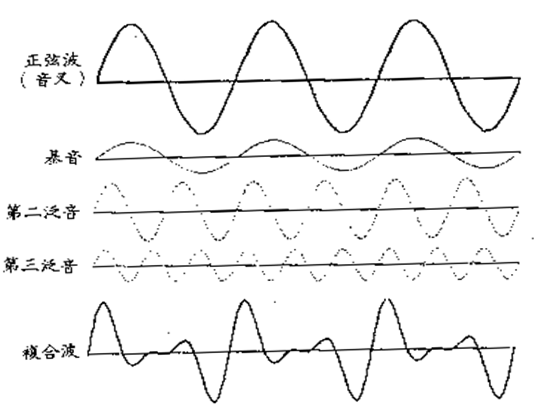 正弦波
(音叉)
基音
第二泛音
第三泛音
複合波